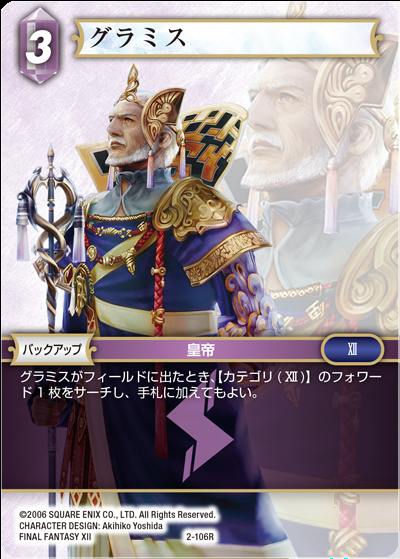 3
グラミス
バックアップ
皇帝
XII
グラミスがフィールドに出たとき、【カテゴリ(XII)】のフォワー
ド1枚をサーチし、手札に加えてもよい。
©2006 SQUARE ENIX CO., LTD. All Rights Reserved.
CHARACTER DESIGN: Akihiko Yoshida
FINAL FANTASY XII
2-106R